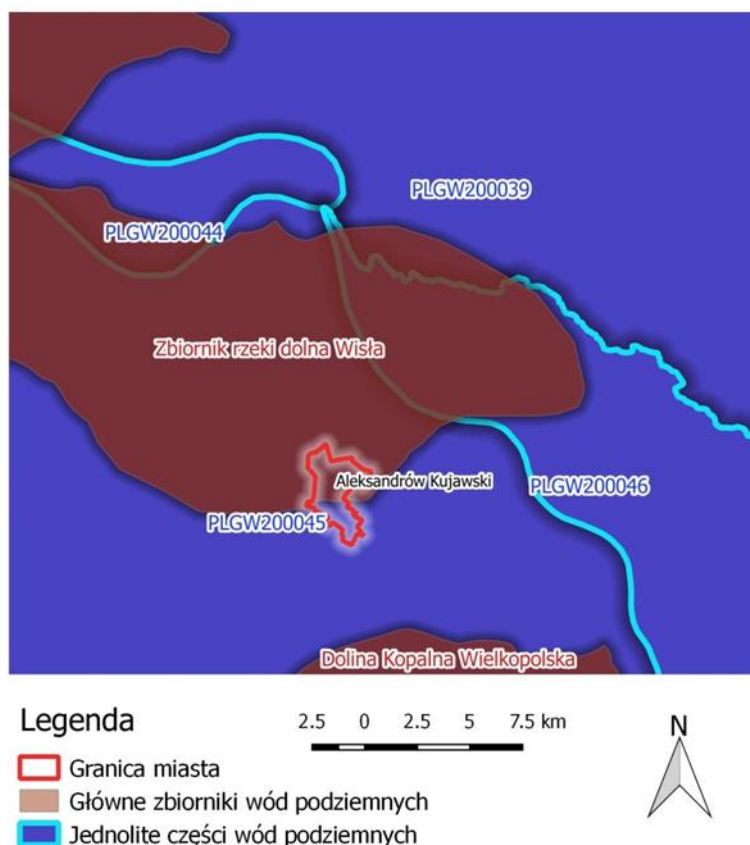 PLGW200039
PLGW200044
Zbiornik rzeki dolna Wisła
Aleksandrów Kujawski
PLGW200046
PLGW200045
Dolina Kopalna Wielkopolska
Legenda
2.5 0 2.5 5 7.5 km
N
Granica miasta
Główne zbiorniki wód podziemnych
Jednolite części wód podziemnych